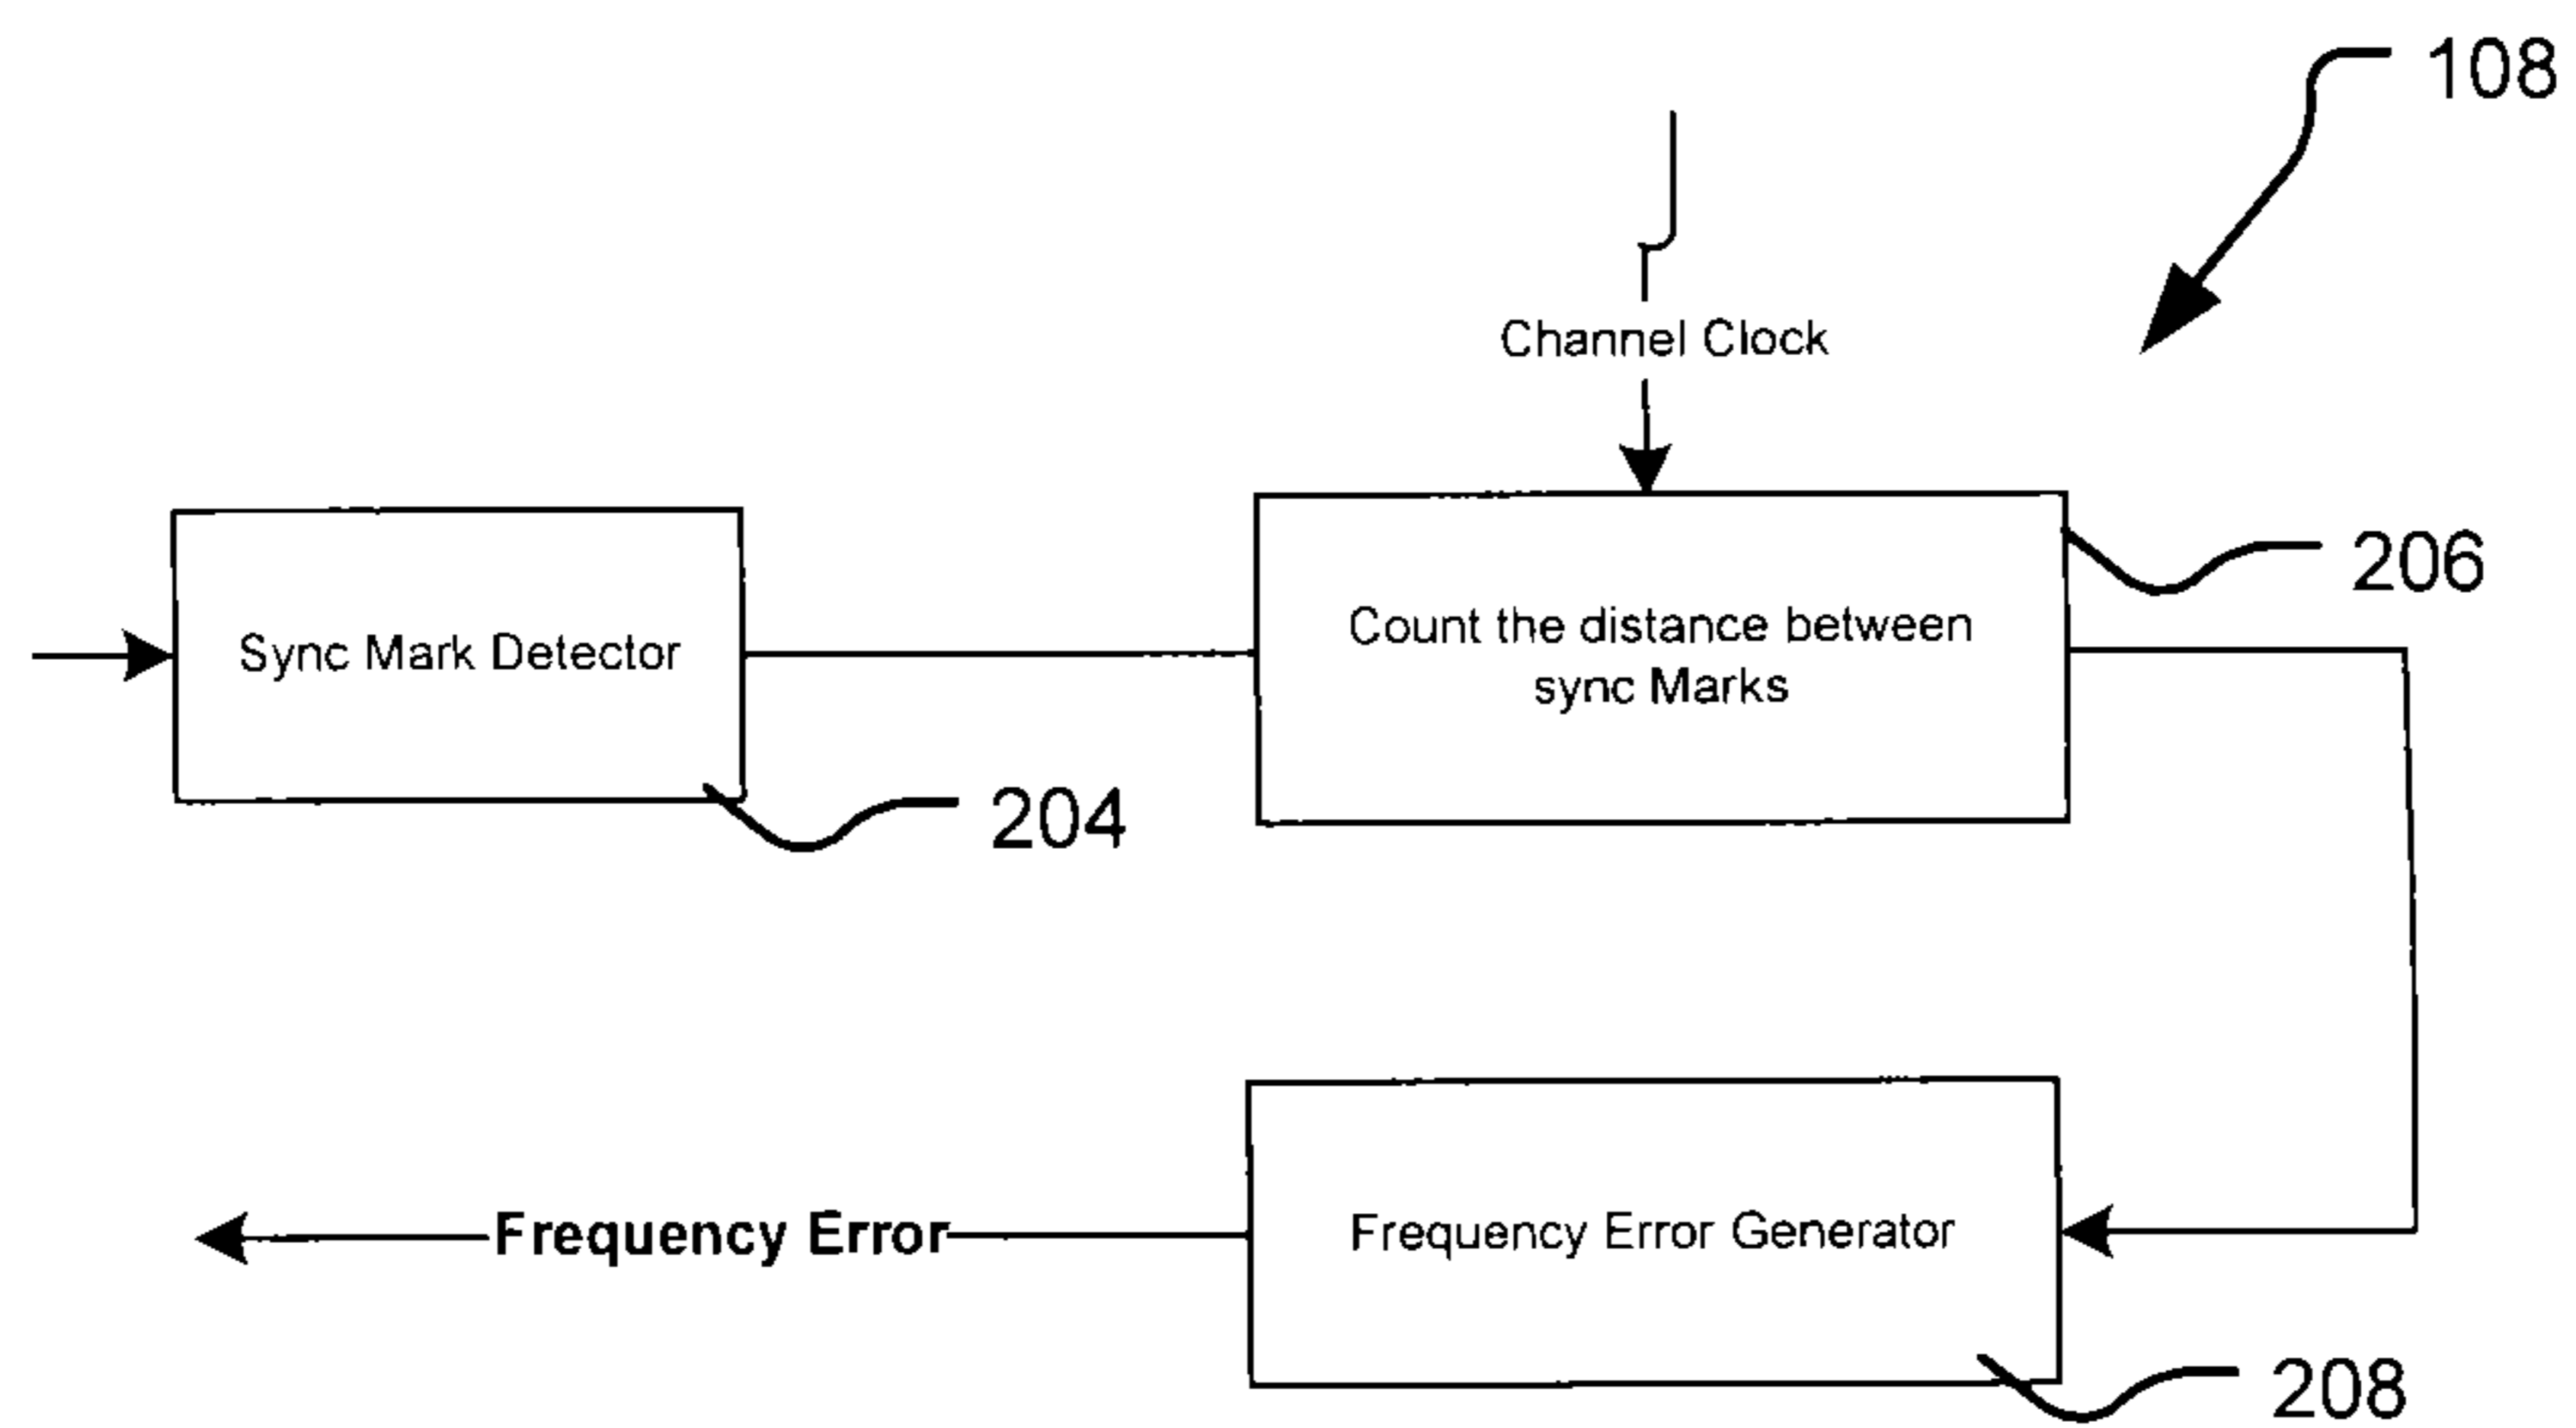 108
Channel Clock
206
Count the distance between
sync Marks
Sync Mark Detector
204
Frequency Error
Frequency Error Generator
208